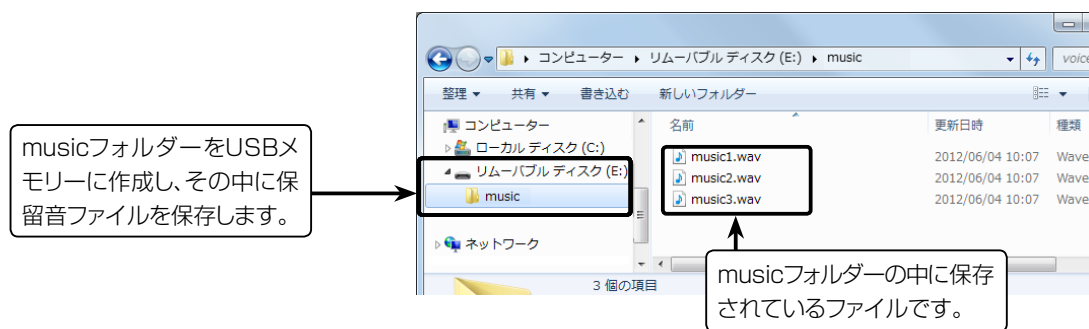 コンピューター リムーバブル ディスク (E:) music
voice
整理 共有 書き込む 新しいフォルダー
コンピューター
ローカル ディスク (C:)
リムーバブル ディスク (E:)
music
ネットワーク
名前 更新日時 種類
music1.wav 2012/06/04 10:07 Wave
music2.wav 2012/06/04 10:07 Wave
music3.wav 2012/06/04 10:07 Wave
3 個の項目
musicフォルダーをUSBメ
モリーに作成し、その中に保
留音ファイルを保存します。
musicフォルダーの中に保存
されているファイルです。